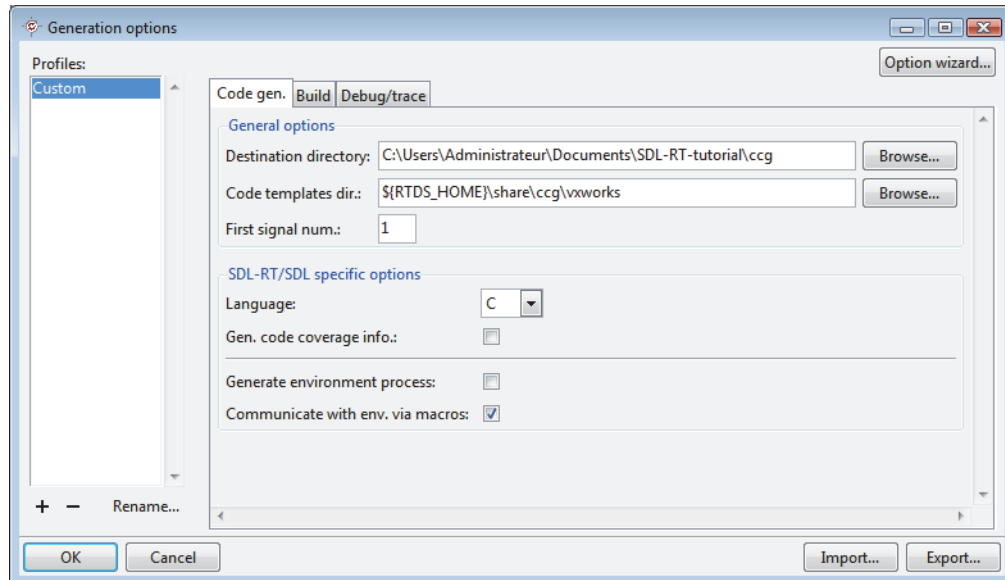 Generation options
Profiles:
Option wizard...
Custom
Code gen. Build Debug/trace
General options
Destination directory: C:\Users\Administrateur\Documents\SDL-RT-tutorial\ccg Browse...
Code templates dir.: ${RTDS_HOME}\share\ccg\vxworks Browse...
First signal num.: 1
SDL-RT/SDL specific options
Language: C
Gen. code coverage info.:
Generate environment process:
Communicate with env. via macros:
+ − Rename...
OK Cancel Import... Export...